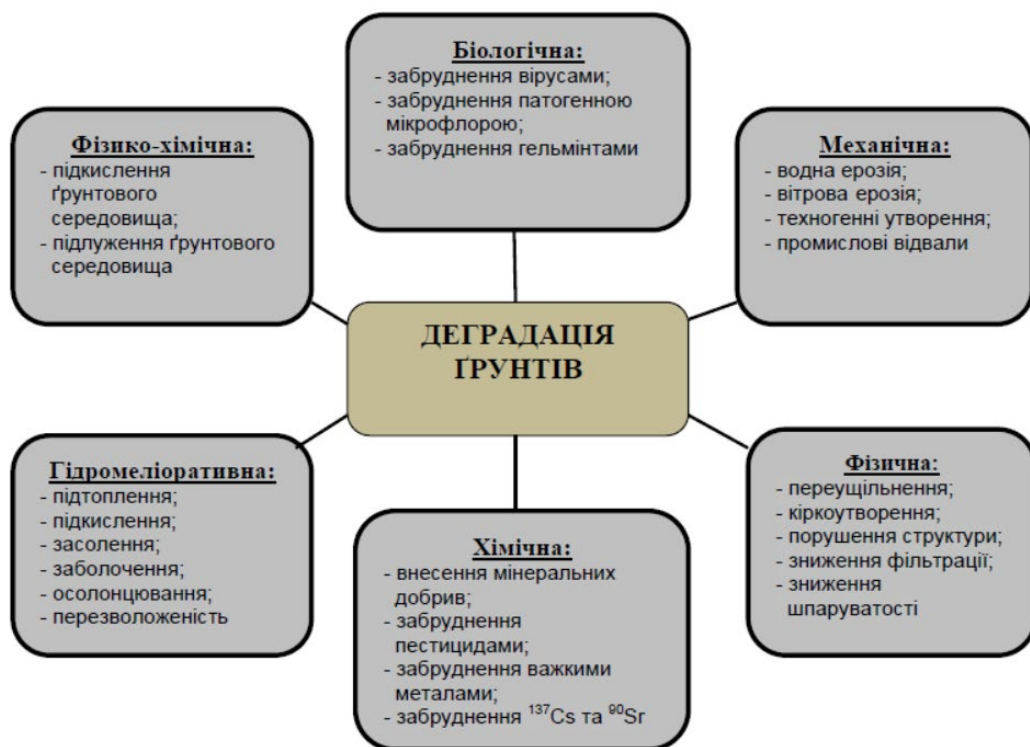 Біологічна:
- забруднення вірусами;
- забруднення патогенною
мікрофлорою;
- забруднення гельмінтами
Фізико-хімічна:
- підкислення
ґрунтового
середовища;
- підлуження ґрунтового
середовища
Механічна:
- водна ерозія;
- вітрова ерозія;
- техногенні утворення;
- промислові відвали
ДЕГРАДАЦІЯ
ҐРУНТІВ
Гідромеліоративна:
- підтоплення;
- підкислення;
- засолення;
- заболочення;
- осолонцювання;
- перезволоженість
Хімічна:
- внесення мінеральних
добрив;
- забруднення
пестицидами;
- забруднення важкими
металами;
- забруднення ¹³⁷Cs та ⁹⁰Sr
Фізична:
- переущільнення;
- кіркоутворення;
- порушення структури;
- зниження фільтрації;
- зниження
шпаруватості